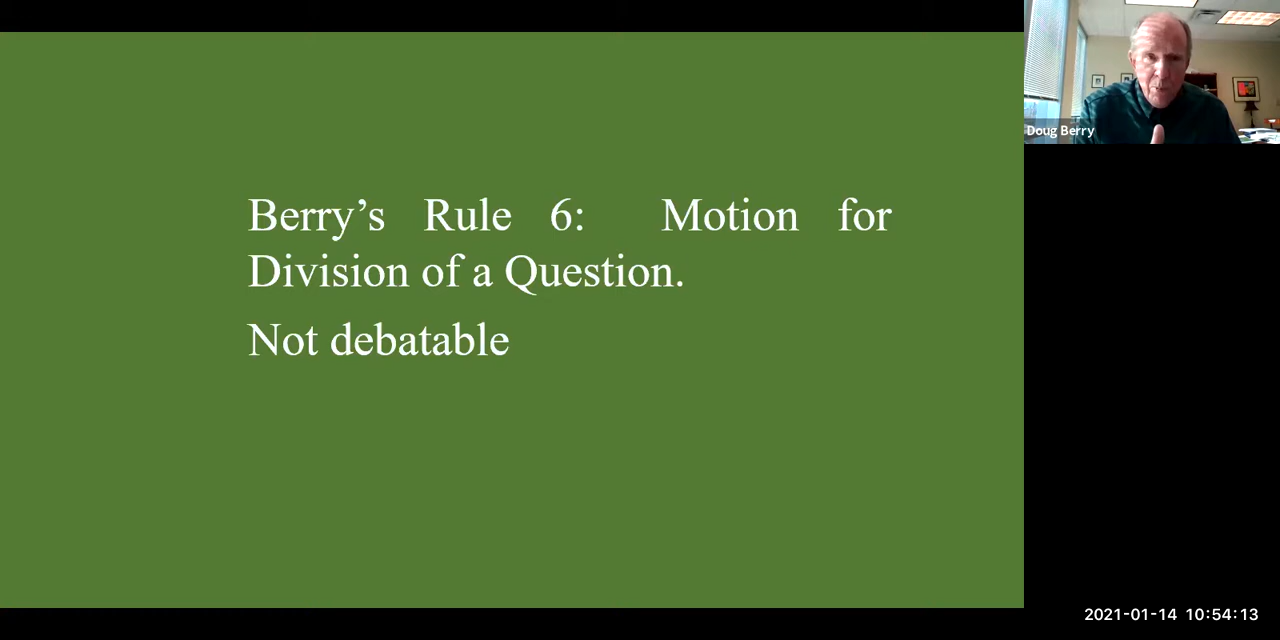 Berry’s Rule 6: Motion for
Division of a Question.
Not debatable
Doug Berry
2021-01-14 10:54:13